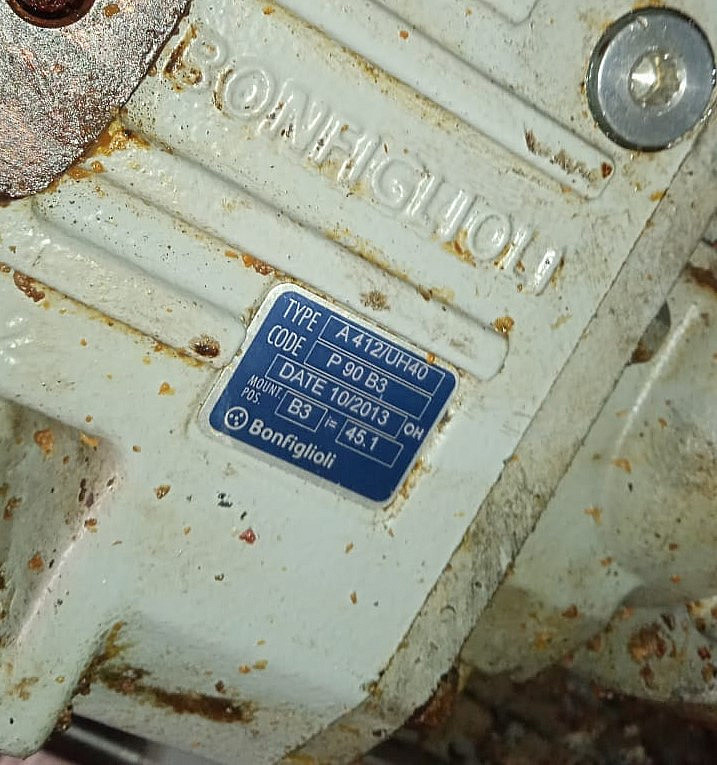 BONFIGLIOLI
TYPE A 412/UH40
CODE P 90 B3
DATE 10/2013 OH
MOUNT. POS. B3 i= 45.1
Bonfiglioli